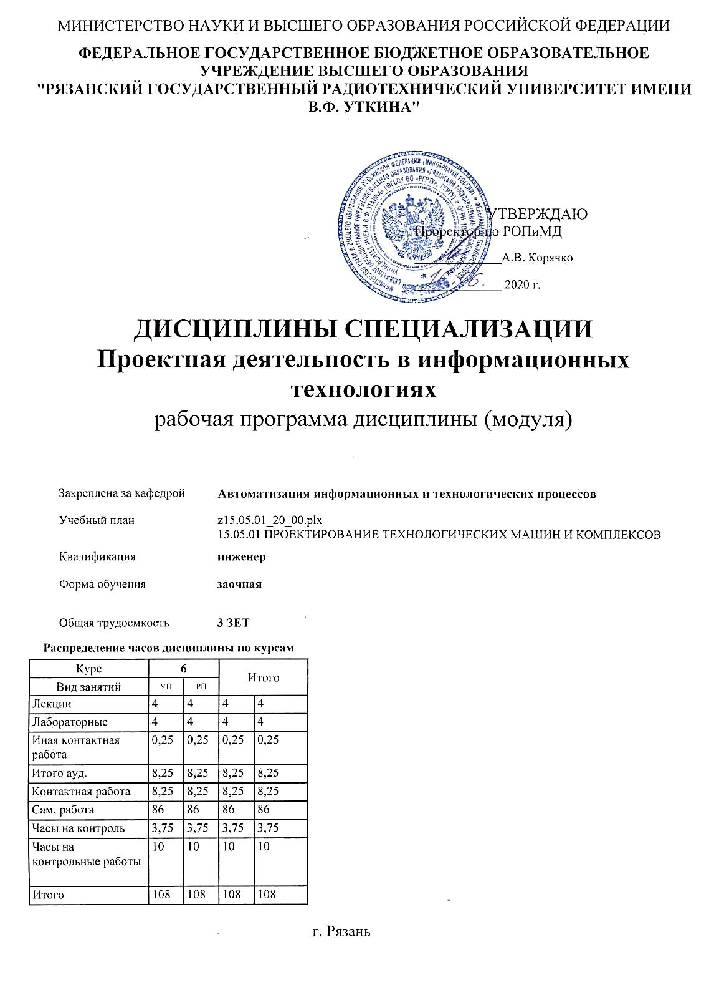 МИНИСТЕРСТВО НАУКИ И ВЫСШЕГО ОБРАЗОВАНИЯ РОССИЙСКОЙ ФЕДЕРАЦИИ
ФЕДЕРАЛЬНОЕ ГОСУДАРСТВЕННОЕ БЮДЖЕТНОЕ ОБРАЗОВАТЕЛЬНОЕ
УЧРЕЖДЕНИЕ ВЫСШЕГО ОБРАЗОВАНИЯ
"РЯЗАНСКИЙ ГОСУДАРСТВЕННЫЙ РАДИОТЕХНИЧЕСКИЙ УНИВЕРСИТЕТ ИМЕНИ
В.Ф. УТКИНА"
УТВЕРЖДАЮ
Проректор по РОПиМД
А.В. Корячко
2020 г.
ДИСЦИПЛИНЫ СПЕЦИАЛИЗАЦИИ
Проектная деятельность в информационных
технологиях
рабочая программа дисциплины (модуля)
Закреплена за кафедрой Автоматизация информационных и технологических процессов
Учебный план z15.05.01_20_00.plx
15.05.01 ПРОЕКТИРОВАНИЕ ТЕХНОЛОГИЧЕСКИХ МАШИН И КОМПЛЕКСОВ
Квалификация инженер
Форма обучения заочная
Общая трудоемкость 3 ЗЕТ
Распределение часов дисциплины по курсам
Курс 6 Итого
Вид занятий УП РП
Лекции 4 4 4 4
Лабораторные 4 4 4 4
Иная контактная
работа 0,25 0,25 0,25 0,25
Итого ауд. 8,25 8,25 8,25 8,25
Контактная работа 8,25 8,25 8,25 8,25
Сам. работа 86 86 86 86
Часы на контроль 3,75 3,75 3,75 3,75
Часы на
контрольные работы 10 10 10 10
Итого 108 108 108 108
г. Рязань